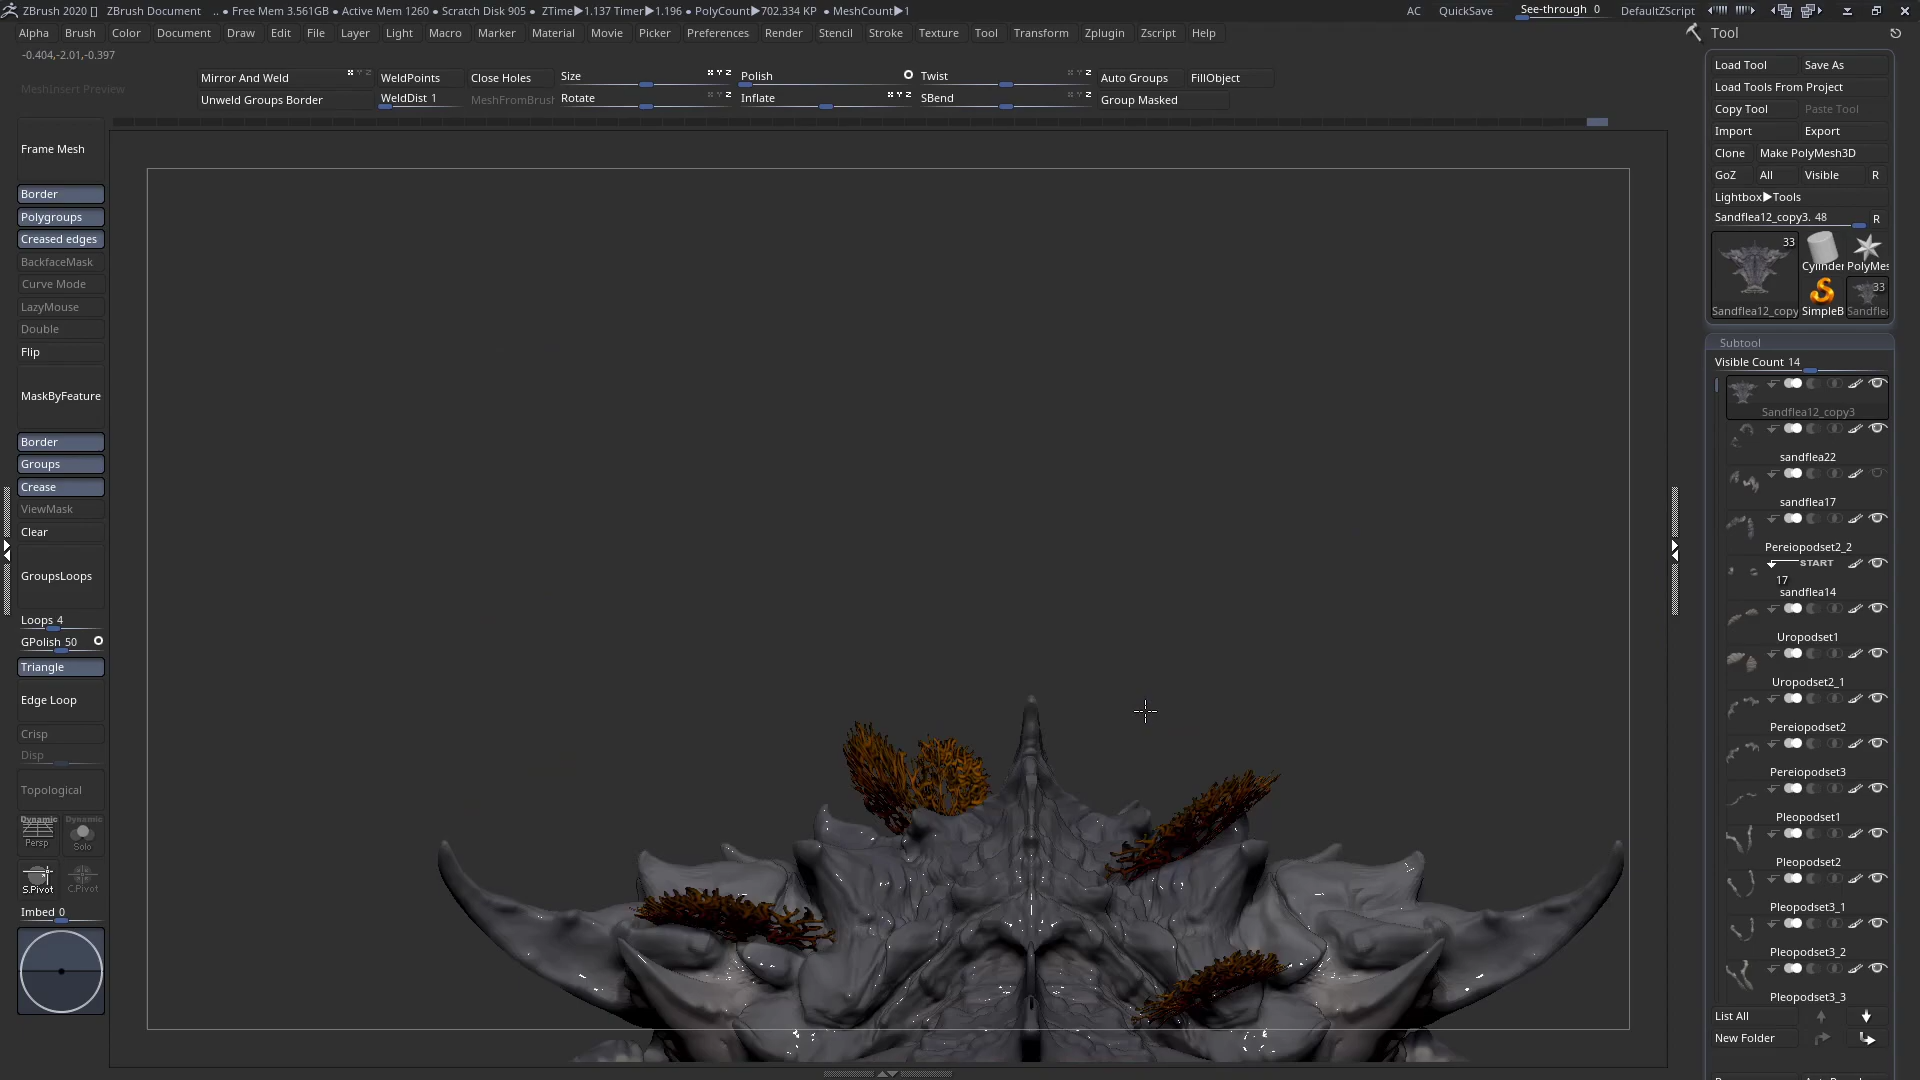 ZBrush 2020 [] ZBrush Document .. • Free Mem 3.561GB • Active Mem 1260 • Scratch Disk 905 • ZTime▶1.137 Timer▶1.196 • PolyCount▶702.334 KP • MeshCount▶1 AC QuickSave See-through 0 DefaultZScript
Alpha Brush Color Document Draw Edit File Layer Light Macro Marker Material Movie Picker Preferences Render Stencil Stroke Texture Tool Transform Zplugin Zscript Help
-0.404,-2.01,-0.397
MeshInsert Preview
Mirror And Weld WeldPoints Close Holes Size Polish Twist Auto Groups FillObject
Unweld Groups Border WeldDist 1 MeshFromBrush Rotate Inflate SBend Group Masked
Frame Mesh
Border
Polygroups
Creased edges
BackfaceMask
Curve Mode
LazyMouse
Double
Flip
MaskByFeature
Border
Groups
Crease
ViewMask
Clear
GroupsLoops
Loops 4
GPolish 50
Triangle
Edge Loop
Crisp
Disp
Topological
Dynamic Dynamic
Persp Solo
S.Pivot C.Pivot
Imbed 0
Tool
Load Tool Save As
Load Tools From Project
Copy Tool Paste Tool
Import Export
Clone Make PolyMesh3D
GoZ All Visible R
Lightbox▶Tools
Sandflea12_copy3. 48 R
33
Cylinder PolyMes
33
Sandflea12_copy SimpleB Sandflea
Subtool
Visible Count 14
Sandflea12_copy3
sandflea22
sandflea17
Pereiopodset2_2
START
17
sandflea14
Uropodset1
Uropodset2_1
Pereiopodset2
Pereiopodset3
Pleopodset1
Pleopodset2
Pleopodset3_1
Pleopodset3_2
Pleopodset3_3
List All
New Folder